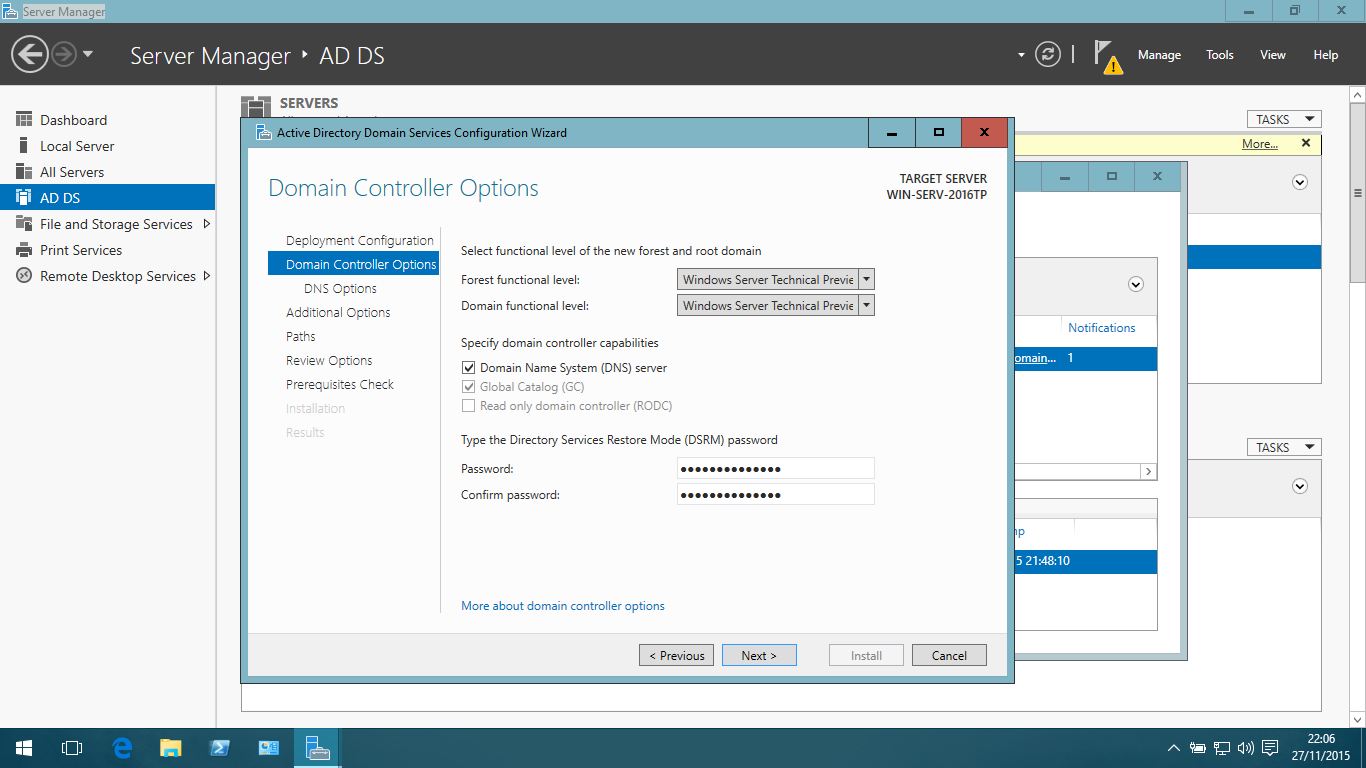 Server Manager
Server Manager ‣ AD DS
Manage Tools View Help
Dashboard
Local Server
All Servers
AD DS
File and Storage Services
Print Services
Remote Desktop Services
SERVERS
TASKS
More...
Active Directory Domain Services Configuration Wizard
Domain Controller Options
TARGET SERVER
WIN-SERV-2016TP
Deployment Configuration
Domain Controller Options
DNS Options
Additional Options
Paths
Review Options
Prerequisites Check
Installation
Results
Select functional level of the new forest and root domain
Forest functional level: Windows Server Technical Previe
Domain functional level: Windows Server Technical Previe
Specify domain controller capabilities
Domain Name System (DNS) server
Global Catalog (GC)
Read only domain controller (RODC)
Type the Directory Services Restore Mode (DSRM) password
Password: ••••••••••••••
Confirm password: ••••••••••••••
More about domain controller options
< Previous Next > Install Cancel
Notifications
omain... 1
TASKS
mp
5 21:48:10
22:06
27/11/2015